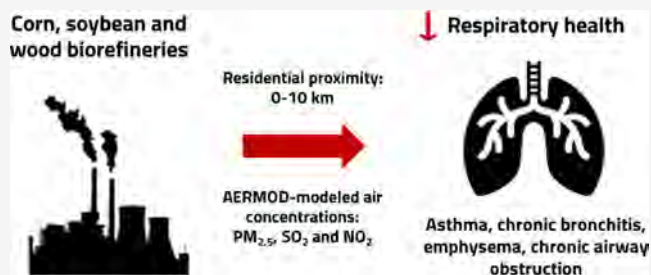 Corn, soybean and
wood biorefineries
Residential proximity:
0-10 km
AERMOD-modeled air
concentrations:
PM₂.₅, SO₂ and NO₂
↓ Respiratory health
Asthma, chronic bronchitis,
emphysema, chronic airway
obstruction